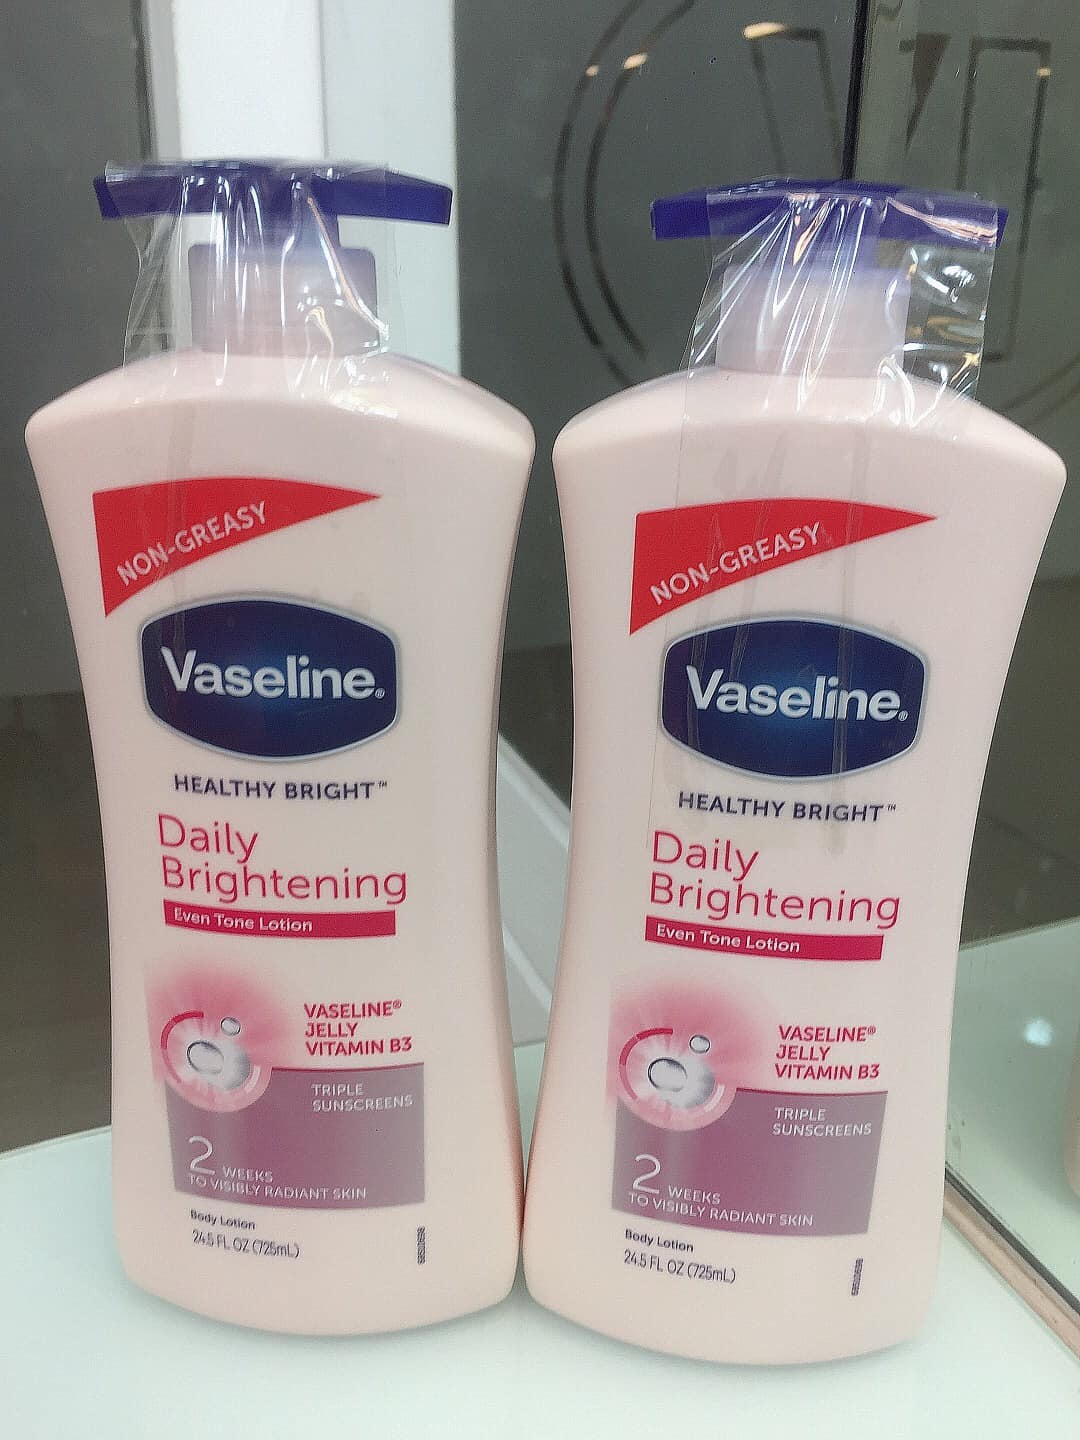 NON-GREASY
Vaseline®
HEALTHY BRIGHT™
Daily
Brightening
Even Tone Lotion
VASELINE®
JELLY
VITAMIN B3
TRIPLE
SUNSCREENS
2 WEEKS
TO VISIBLY RADIANT SKIN
Body Lotion
24.5 FL OZ (725mL)
NON-GREASY
Vaseline®
HEALTHY BRIGHT™
Daily
Brightening
Even Tone Lotion
VASELINE®
JELLY
VITAMIN B3
TRIPLE
SUNSCREENS
2 WEEKS
TO VISIBLY RADIANT SKIN
Body Lotion
24.5 FL OZ (725mL)